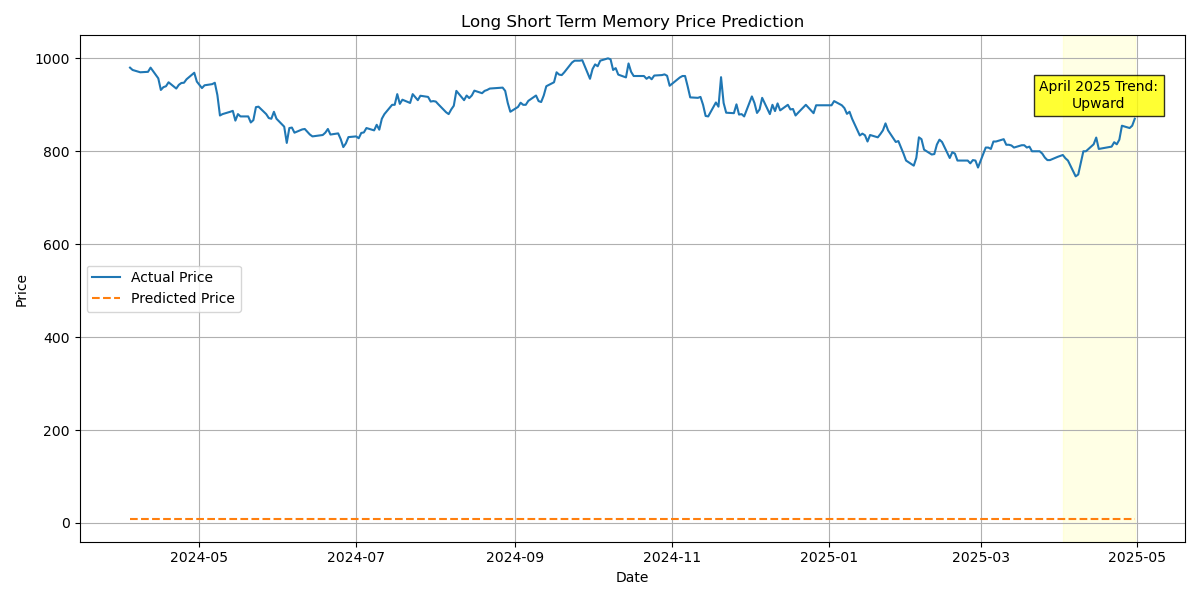 Long Short Term Memory Price Prediction
1000
800
600
400
200
0
Price
April 2025 Trend:
Upward
Actual Price
Predicted Price
2024-05
2024-07
2024-09
2024-11
2025-01
2025-03
2025-05
Date